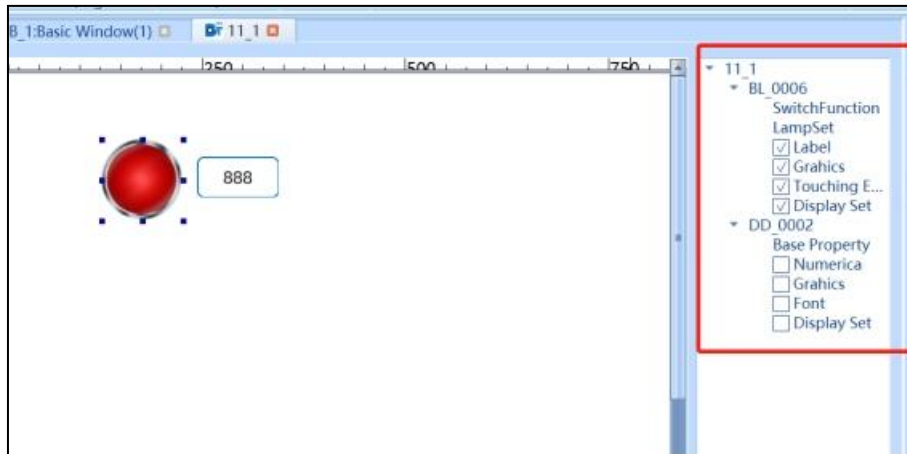 B_1:Basic Window(1)
11_1
250
500
750
888
11_1
BL_0006
SwitchFunction
LampSet
Label
Grahics
Touching E...
Display Set
DD_0002
Base Property
Numerica
Grahics
Font
Display Set